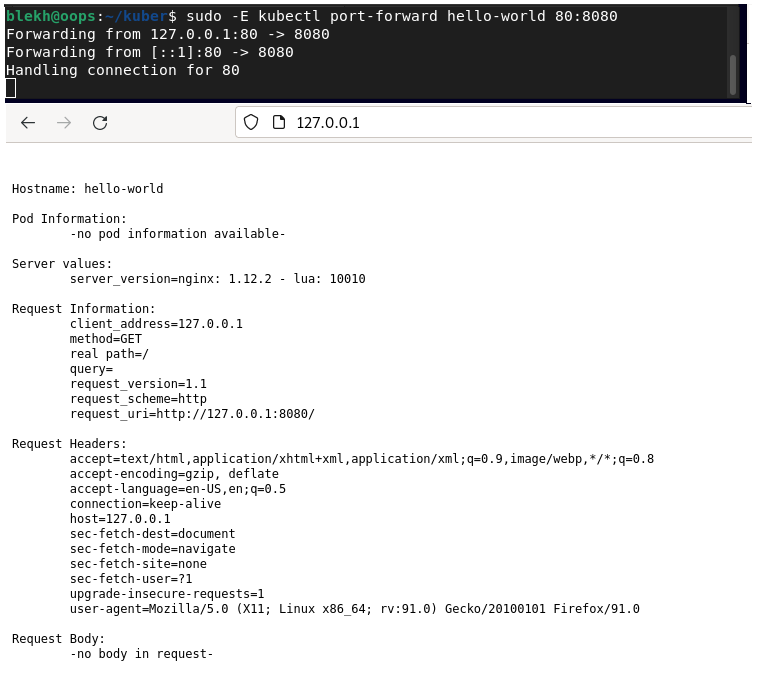 blekh@oops:~/kuber$ sudo -E kubectl port-forward hello-world 80:8080
Forwarding from 127.0.0.1:80 -> 8080
Forwarding from [::1]:80 -> 8080
Handling connection for 80
127.0.0.1
Hostname: hello-world
Pod Information:
-no pod information available-
Server values:
server_version=nginx: 1.12.2 - lua: 10010
Request Information:
client_address=127.0.0.1
method=GET
real path=/
query=
request_version=1.1
request_scheme=http
request_uri=http://127.0.0.1:8080/
Request Headers:
accept=text/html,application/xhtml+xml,application/xml;q=0.9,image/webp,*/*;q=0.8
accept-encoding=gzip, deflate
accept-language=en-US,en;q=0.5
connection=keep-alive
host=127.0.0.1
sec-fetch-dest=document
sec-fetch-mode=navigate
sec-fetch-site=none
sec-fetch-user=?1
upgrade-insecure-requests=1
user-agent=Mozilla/5.0 (X11; Linux x86_64; rv:91.0) Gecko/20100101 Firefox/91.0
Request Body:
-no body in request-